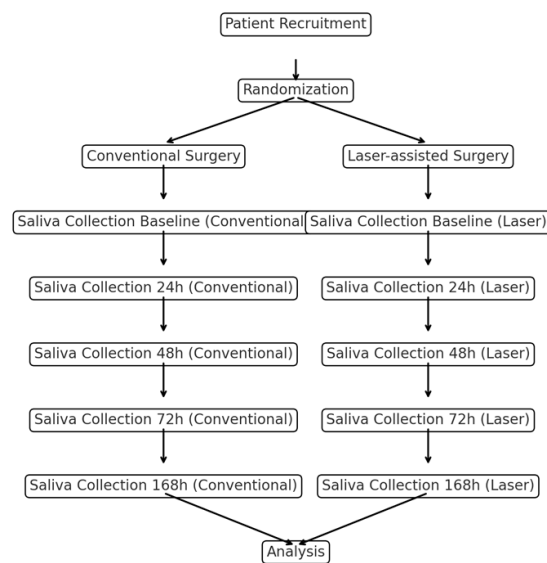 Patient Recruitment
Randomization
Conventional Surgery
Laser-assisted Surgery
Saliva Collection Baseline (Conventional
Saliva Collection Baseline (Laser)
Saliva Collection 24h (Conventional)
Saliva Collection 24h (Laser)
Saliva Collection 48h (Conventional)
Saliva Collection 48h (Laser)
Saliva Collection 72h (Conventional)
Saliva Collection 72h (Laser)
Saliva Collection 168h (Conventional)
Saliva Collection 168h (Laser)
Analysis